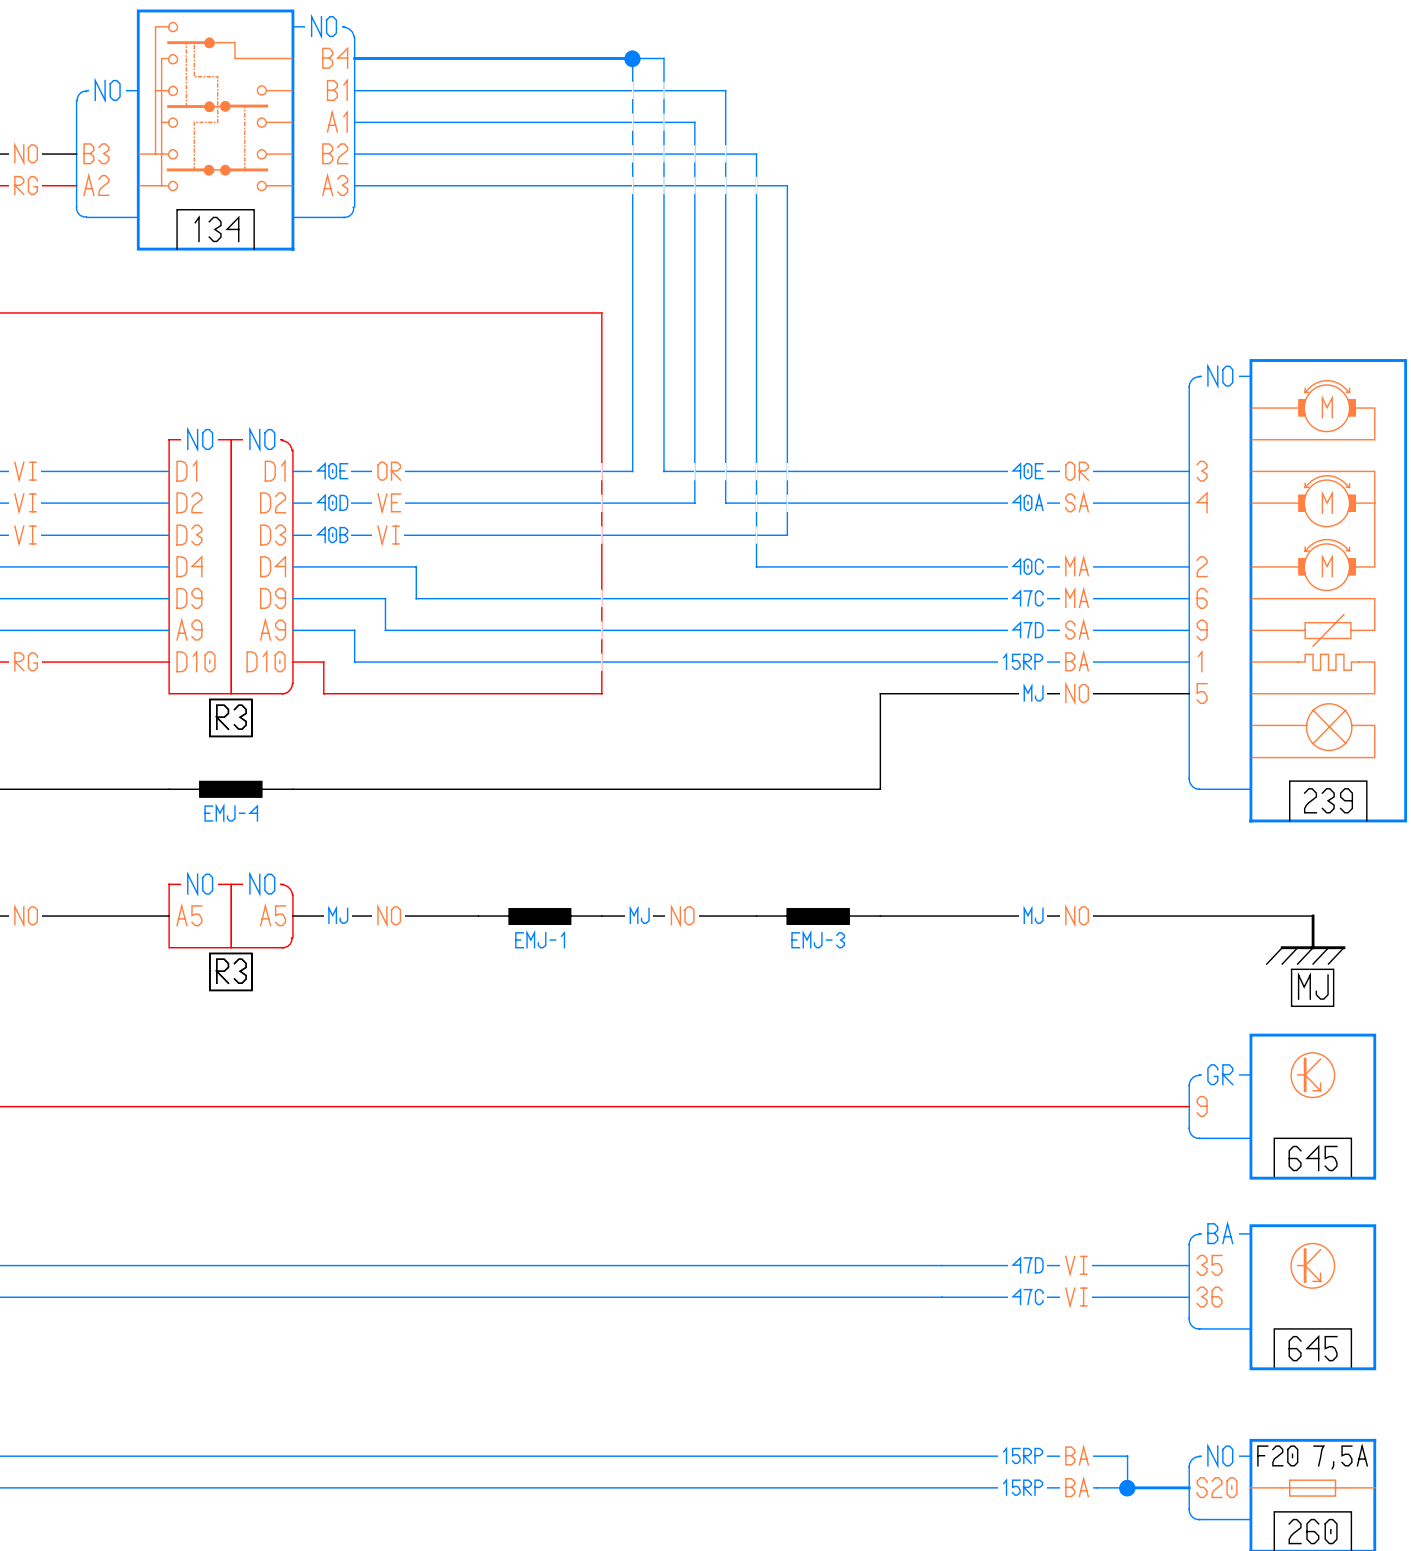 NO
B4
NO B1
A1
NO B3 B2
RG A2 A3
134
NO
M
NO NO
VI D1 D1 40E OR 40E OR 3
VI D2 D2 40D VE 40A SA 4 M
VI D3 D3 40B VI
D4 D4 40C MA 2 M
D9 D9 47C MA 6
A9 A9 47D SA 9
RG D10 D10 15RP BA 1
MJ NO 5
R3
EMJ-4
239
NO NO
NO A5 A5 MJ NO MJ NO MJ NO
EMJ-1 EMJ-3
R3
MJ
GR
9
645
BA
47D VI 35
47C VI 36
645
15RP BA NO F20 7,5A
15RP BA S20
260